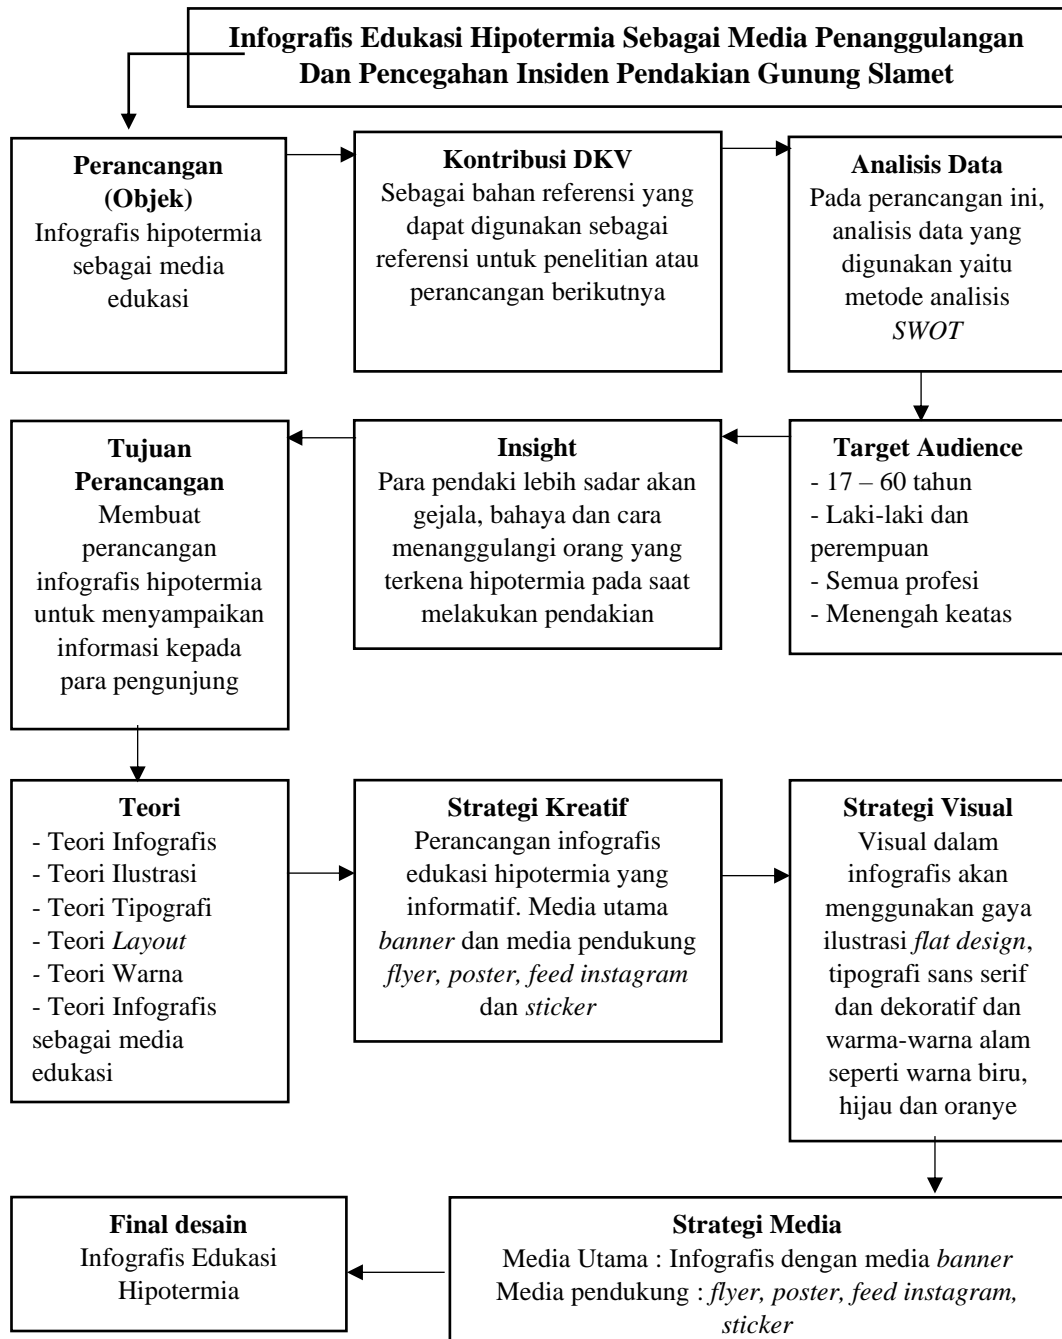 Infografis Edukasi Hipotermia Sebagai Media Penanggulangan
Dan Pencegahan Insiden Pendakian Gunung Slamet
Perancangan
(Objek)
Infografis hipotermia
sebagai media
edukasi
Kontribusi DKV
Sebagai bahan referensi yang
dapat digunakan sebagai
referensi untuk penelitian atau
perancangan berikutnya
Analisis Data
Pada perancangan ini,
analisis data yang
digunakan yaitu
metode analisis
SWOT
Target Audience
- 17 – 60 tahun
- Laki-laki dan
perempuan
- Semua profesi
- Menengah keatas
Insight
Para pendaki lebih sadar akan
gejala, bahaya dan cara
menanggulangi orang yang
terkena hipotermia pada saat
melakukan pendakian
Tujuan
Perancangan
Membuat
perancangan
infografis hipotermia
untuk menyampaikan
informasi kepada
para pengunjung
Teori
- Teori Infografis
- Teori Ilustrasi
- Teori Tipografi
- Teori Layout
- Teori Warna
- Teori Infografis
sebagai media
edukasi
Strategi Kreatif
Perancangan infografis
edukasi hipotermia yang
informatif. Media utama
banner dan media pendukung
flyer, poster, feed instagram
dan sticker
Strategi Visual
Visual dalam
infografis akan
menggunakan gaya
ilustrasi flat design,
tipografi sans serif
dan dekoratif dan
warma-warna alam
seperti warna biru,
hijau dan oranye
Strategi Media
Media Utama : Infografis dengan media banner
Media pendukung : flyer, poster, feed instagram,
sticker
Final desain
Infografis Edukasi
Hipotermia